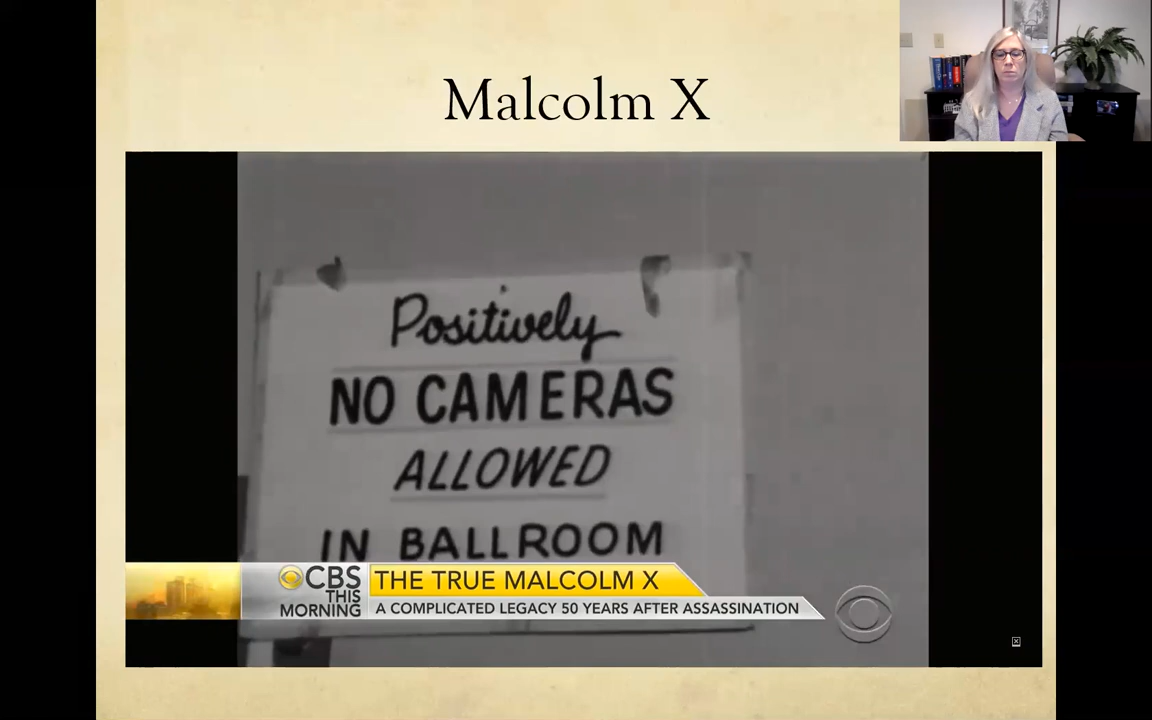 Malcolm X
Positively
NO CAMERAS
ALLOWED
IN BALLROOM
CBS
THIS
MORNING
THE TRUE MALCOLM X
A COMPLICATED LEGACY 50 YEARS AFTER ASSASSINATION